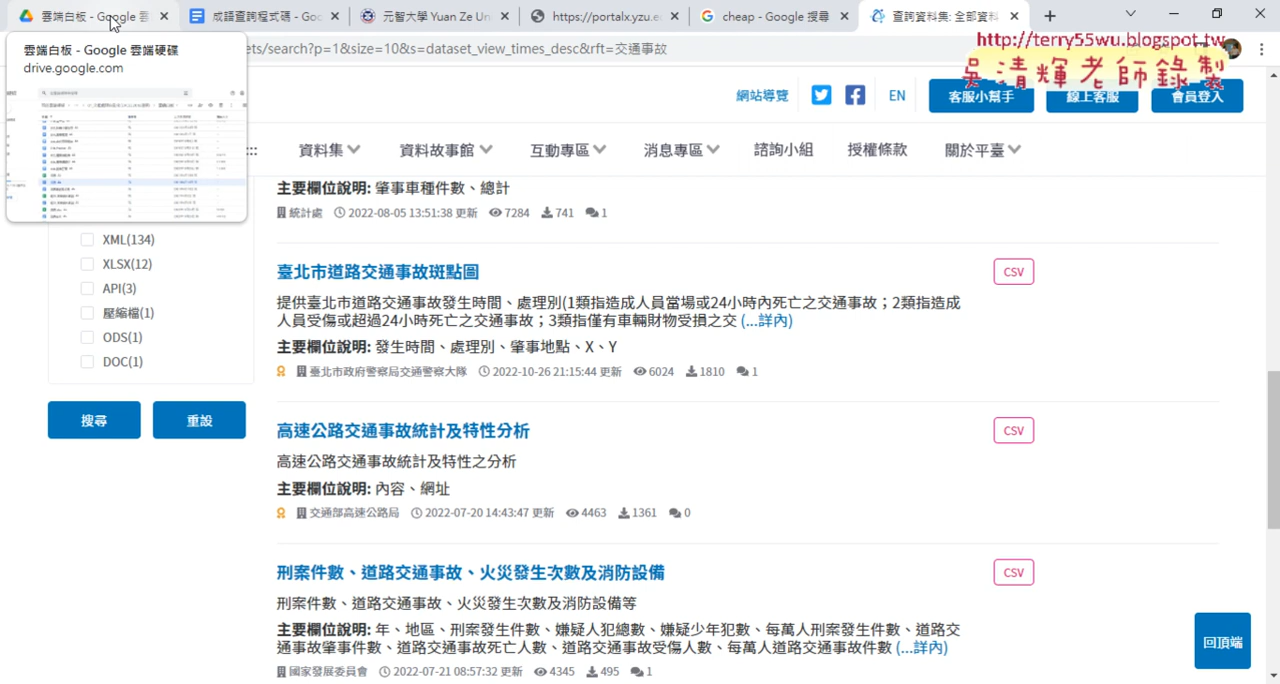 雲端白板 - Google 雲
成語查詢程式碼 - Goo
元智大學 Yuan Ze Un
https://portalx.yzu.e
cheap - Google 搜尋
查詢資料集: 全部資料
雲端白板 - Google 雲端硬碟
drive.google.com
ets/search?p=1&size=10&s=dataset_view_times_desc&rft=交通事故
http://terry55wu.blogspot.tw
吳清輝老師錄製
網站導覽
EN
客服小幫手
線上客服
會員登入
資料集
資料故事館
互動專區
消息專區
諮詢小組
授權條款
關於平臺
主要欄位說明: 肇事車種件數、總計
統計處 2022-08-05 13:51:38 更新 7284 741 1
XML(134)
XLSX(12)
API(3)
壓縮檔(1)
ODS(1)
DOC(1)
搜尋
重設
臺北市道路交通事故斑點圖
CSV
提供臺北市道路交通事故發生時間、處理別(1類指造成人員當場或24小時內死亡之交通事故；2類指造成
人員受傷或超過24小時死亡之交通事故；3類指僅有車輛財物受損之交 (...詳內)
主要欄位說明: 發生時間、處理別、肇事地點、X、Y
臺北市政府警察局交通警察大隊 2022-10-26 21:15:44 更新 6024 1810 1
高速公路交通事故統計及特性分析
CSV
高速公路交通事故統計及特性之分析
主要欄位說明: 內容、網址
交通部高速公路局 2022-07-20 14:43:47 更新 4463 1361 0
刑案件數、道路交通事故、火災發生次數及消防設備
CSV
刑案件數、道路交通事故、火災發生次數及消防設備等
主要欄位說明: 年、地區、刑案發生件數、嫌疑人犯總數、嫌疑少年犯數、每萬人刑案發生件數、道路交
通事故肇事件數、道路交通事故死亡人數、道路交通事故受傷人數、每萬人道路交通事故件數 (...詳內)
國家發展委員會 2022-07-21 08:57:32 更新 4345 495 1
回頂端